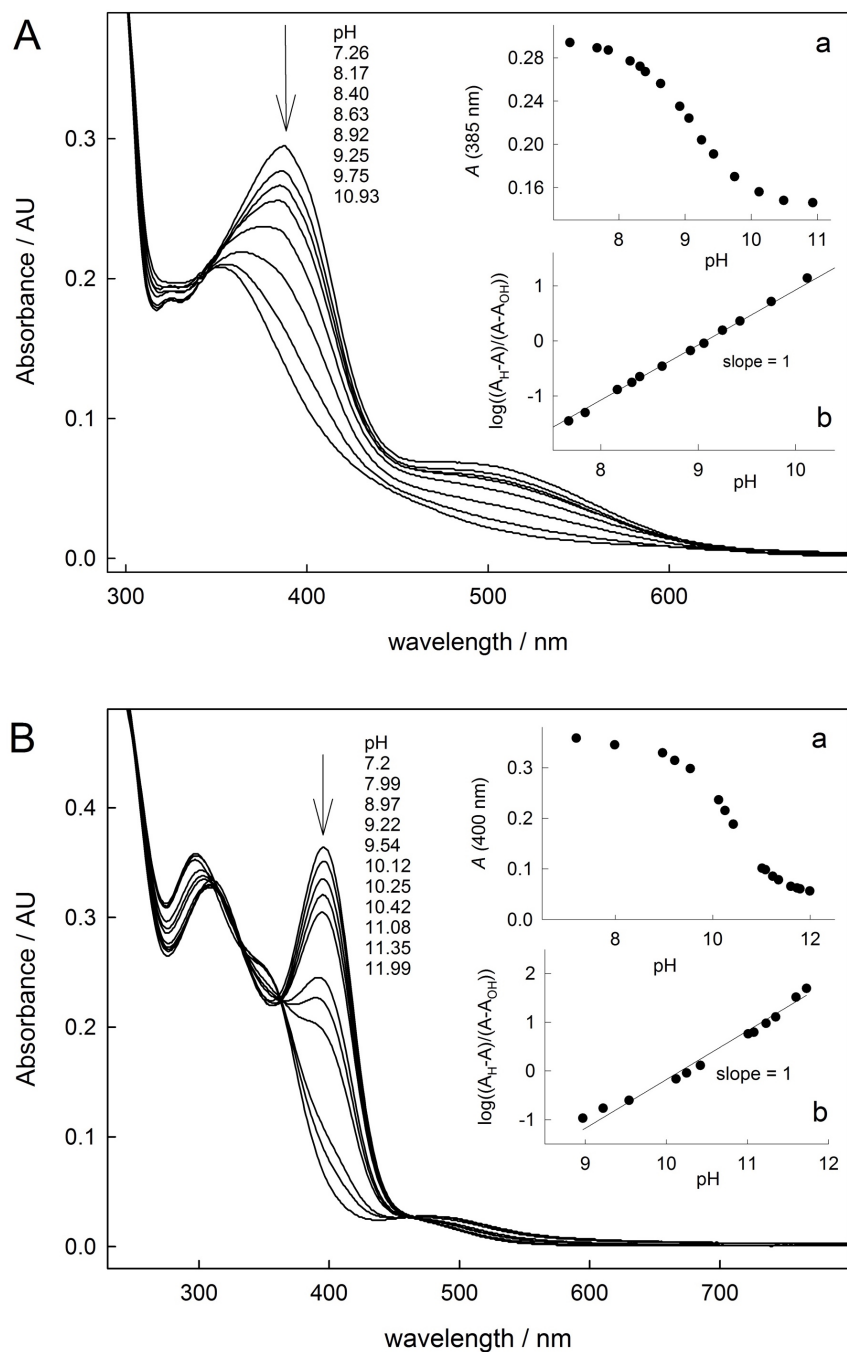 A
pH
7.26
8.17
8.40
8.63
8.92
9.25
9.75
10.93
a
0.28
0.24
0.20
0.16
A (385 nm)
8 9 10 11
pH
1
0
-1
log((A_H-A)/(A-A_OH))
slope = 1
b
8 9 10
pH
0.3
0.2
0.1
0.0
Absorbance / AU
300 400 500 600
wavelength / nm
B
pH
7.2
7.99
8.97
9.22
9.54
10.12
10.25
10.42
11.08
11.35
11.99
a
0.3
0.2
0.1
0.0
A (400 nm)
8 10 12
pH
2
1
0
-1
log((A_H-A)/(A-A_OH))
slope = 1
b
9 10 11 12
pH
0.4
0.3
0.2
0.1
0.0
Absorbance / AU
300 400 500 600 700
wavelength / nm